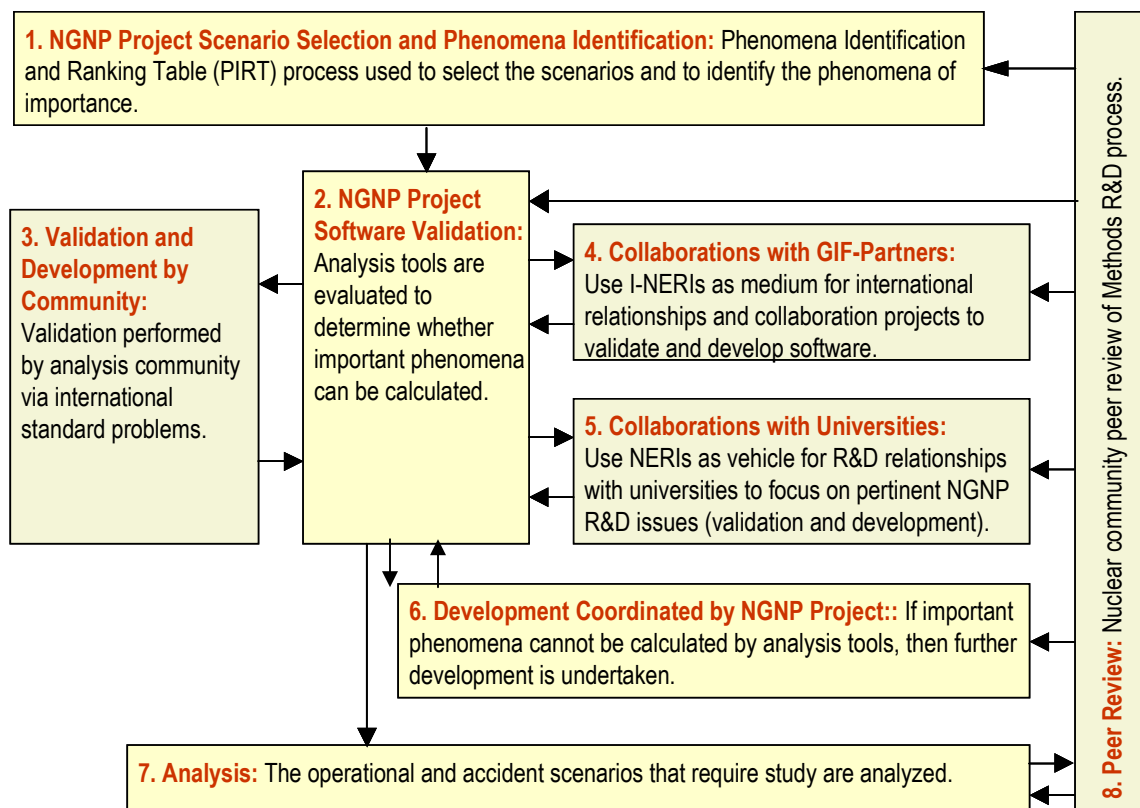 1. NGNP Project Scenario Selection and Phenomena Identification: Phenomena Identification
and Ranking Table (PIRT) process used to select the scenarios and to identify the phenomena of
importance.
2. NGNP Project
Software Validation:
Analysis tools are
evaluated to
determine whether
important phenomena
can be calculated.
3. Validation and
Development by
Community:
Validation performed
by analysis community
via international
standard problems.
4. Collaborations with GIF-Partners:
Use I-NERIs as medium for international
relationships and collaboration projects to
validate and develop software.
5. Collaborations with Universities:
Use NERIs as vehicle for R&D relationships
with universities to focus on pertinent NGNP
R&D issues (validation and development).
6. Development Coordinated by NGNP Project:: If important
phenomena cannot be calculated by analysis tools, then further
development is undertaken.
7. Analysis: The operational and accident scenarios that require study are analyzed.
8. Peer Review: Nuclear community peer review of Methods R&D process.